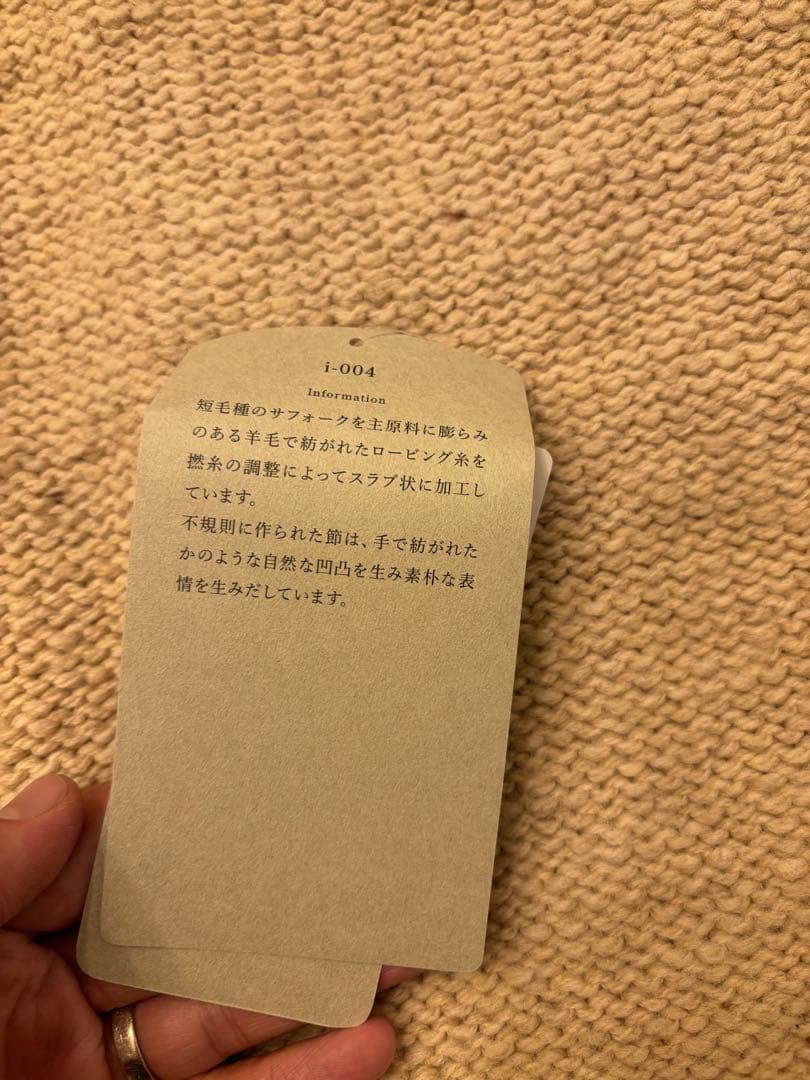 i-004
Information
短毛種のサフォークを主原料に膨らみ
のある羊毛で紡がれたロービング糸を
撚糸の調整によってスラブ状に加工し
ています。
不規則に作られた節は、手で紡がれた
かのような自然な凹凸を生み素朴な表
情を生みだしています。